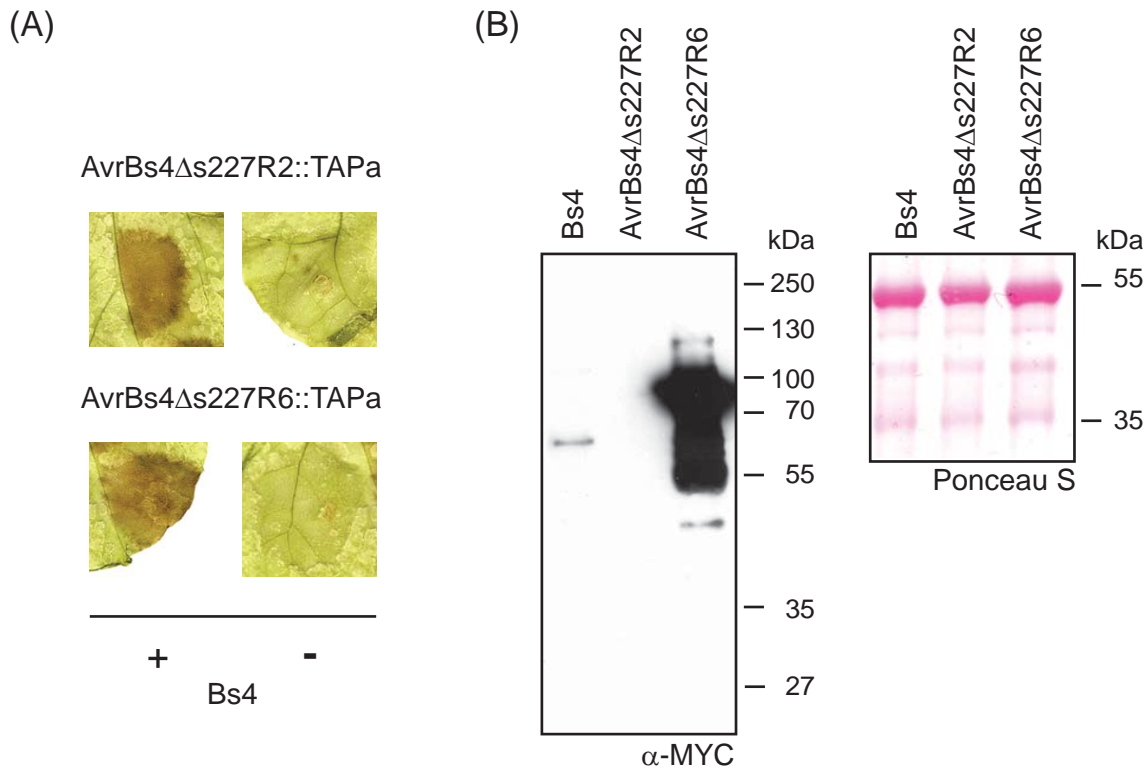 (A)
AvrBs4Δs227R2::TAPa
AvrBs4Δs227R6::TAPa
+ -
Bs4
(B)
Bs4
AvrBs4Δs227R2
AvrBs4Δs227R6
kDa
250
130
100
70
55
35
27
α-MYC
Bs4
AvrBs4Δs227R2
AvrBs4Δs227R6
kDa
55
35
Ponceau S